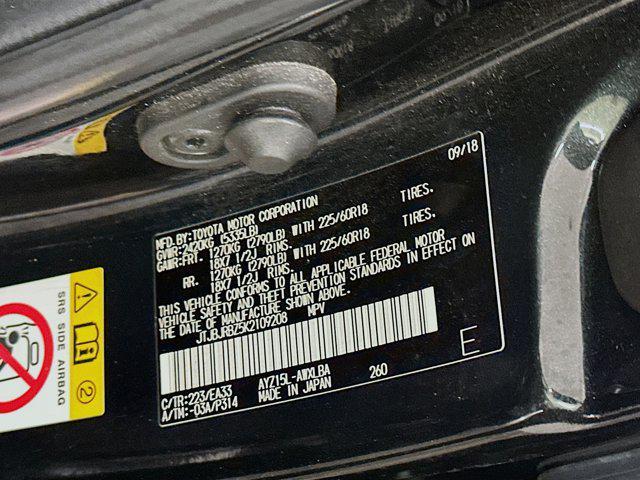 09/18
MFD.BY:TOYOTA MOTOR CORPORATION
GVWR:2420KG (5335LB)
GAWR:FRT. 1270KG (2790LB) WITH 225/60R18 TIRES.
18X7 1/2J RIMS.
RR. 1270KG (2790LB) WITH 225/60R18 TIRES.
18X7 1/2J RIMS.
THIS VEHICLE CONFORMS TO ALL APPLICABLE FEDERAL MOTOR
VEHICLE SAFETY AND THEFT PREVENTION STANDARDS IN EFFECT ON
THE DATE OF MANUFACTURE SHOWN ABOVE.
JTJBJRBZ5K2109208 MPV
C/TR:223/EA33 AYZ15L-AWXLBA 260
A/TM:-03A/P314 MADE IN JAPAN
E
SRS SIDE AIRBAG
2